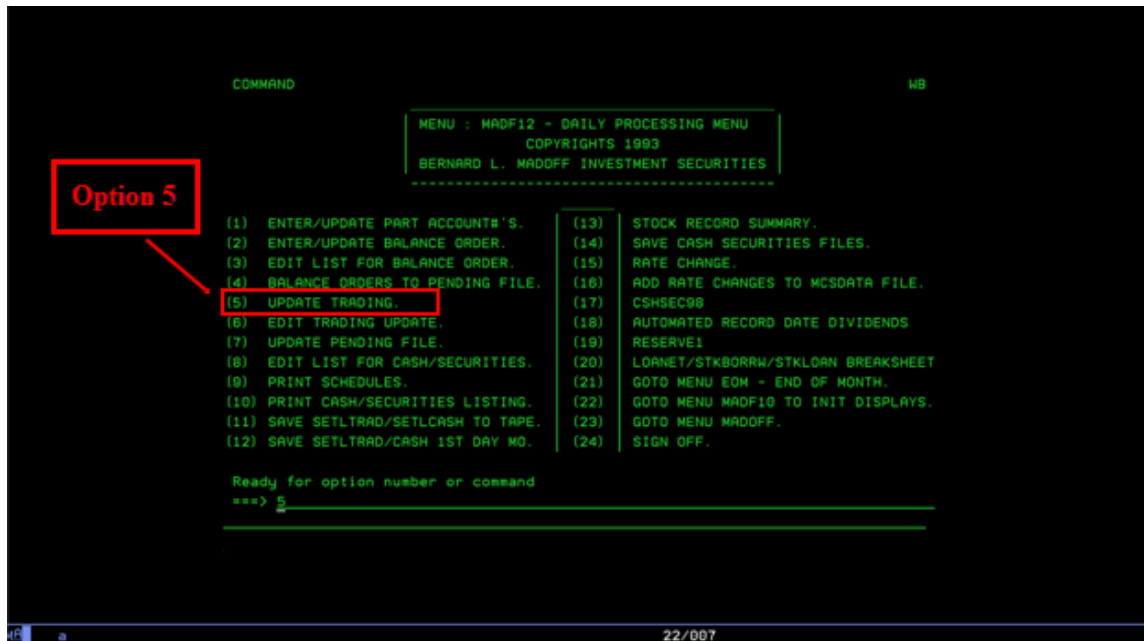 COMMAND WB
MENU : MADF12 - DAILY PROCESSING MENU
COPYRIGHTS 1993
BERNARD L. MADOFF INVESTMENT SECURITIES
Option 5
(1) ENTER/UPDATE PART ACCOUNT#'S. (13) STOCK RECORD SUMMARY.
(2) ENTER/UPDATE BALANCE ORDER. (14) SAVE CASH SECURITIES FILES.
(3) EDIT LIST FOR BALANCE ORDER. (15) RATE CHANGE.
(4) BALANCE ORDERS TO PENDING FILE. (16) ADD RATE CHANGES TO MCSDATA FILE.
(5) UPDATE TRADING. (17) CSHSEC98
(6) EDIT TRADING UPDATE. (18) AUTOMATED RECORD DATE DIVIDENDS
(7) UPDATE PENDING FILE. (19) RESERVE1
(8) EDIT LIST FOR CASH/SECURITIES. (20) LOANET/STKBORRW/STKLOAN BREAKSHEET
(9) PRINT SCHEDULES. (21) GOTO MENU EOM - END OF MONTH.
(10) PRINT CASH/SECURITIES LISTING. (22) GOTO MENU MADF10 TO INIT DISPLAYS.
(11) SAVE SETLTRAD/SETLCASH TO TAPE. (23) GOTO MENU MADOFF.
(12) SAVE SETLTRAD/CASH 1ST DAY MO. (24) SIGN OFF.
Ready for option number or command
===> 5
a 22/007